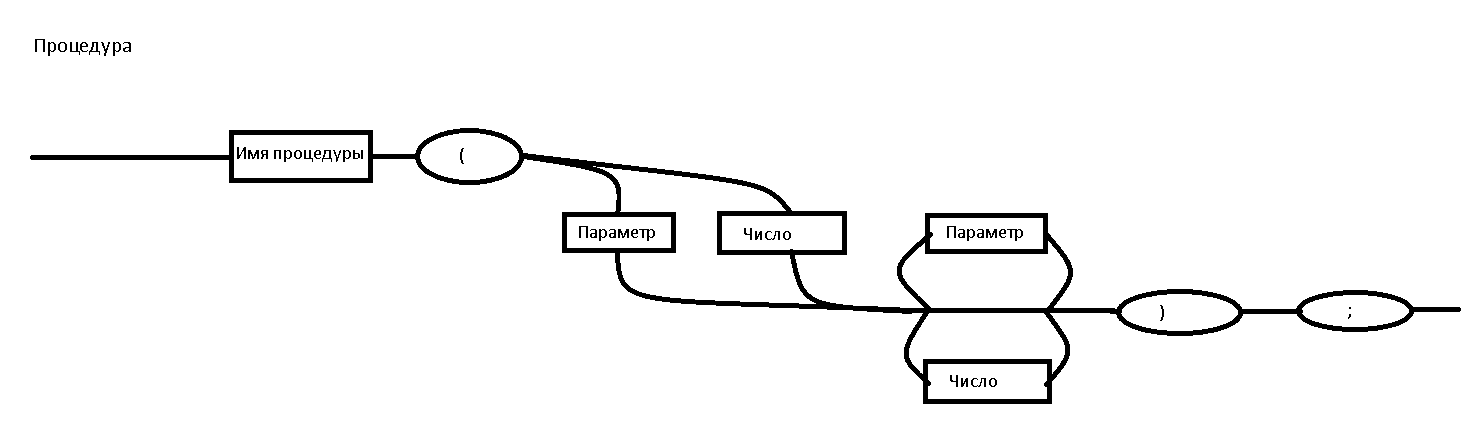 Процедура
Имя процедуры
(
Параметр
Число
Параметр
)
;
Число